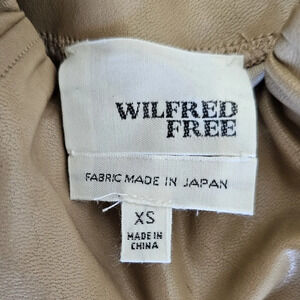 WILFRED
FREE
FABRIC MADE IN JAPAN
XS
MADE IN
CHINA